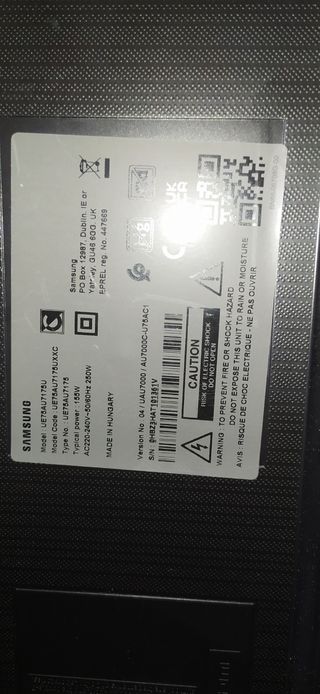 SAMSUNG
Model : UE75AU7175U
Model Code : UE75AU7175UXXC
Type No. : UE75AU7175
Typical power : 155W
AC220-240V~50/60Hz 250W
MADE IN HUNGARY
Version No : 04 / UAU7000 / AU7000C-U75AC1
S/N :
Samsung
PO Box 12987, Dublin. IE or
Yateley, GU46 6GG, UK
EPREL reg. No: 447669
UK
CA
CAUTION
RISK OF ELECTRIC SHOCK
DO NOT OPEN
WARNING : TO PREVENT FIRE OR SHOCK HAZARD
DO NOT EXPOSE THIS UNIT TO RAIN OR MOISTURE
AVIS : RISQUE DE CHOC ELECTRIQUE - NE PAS OUVRIR